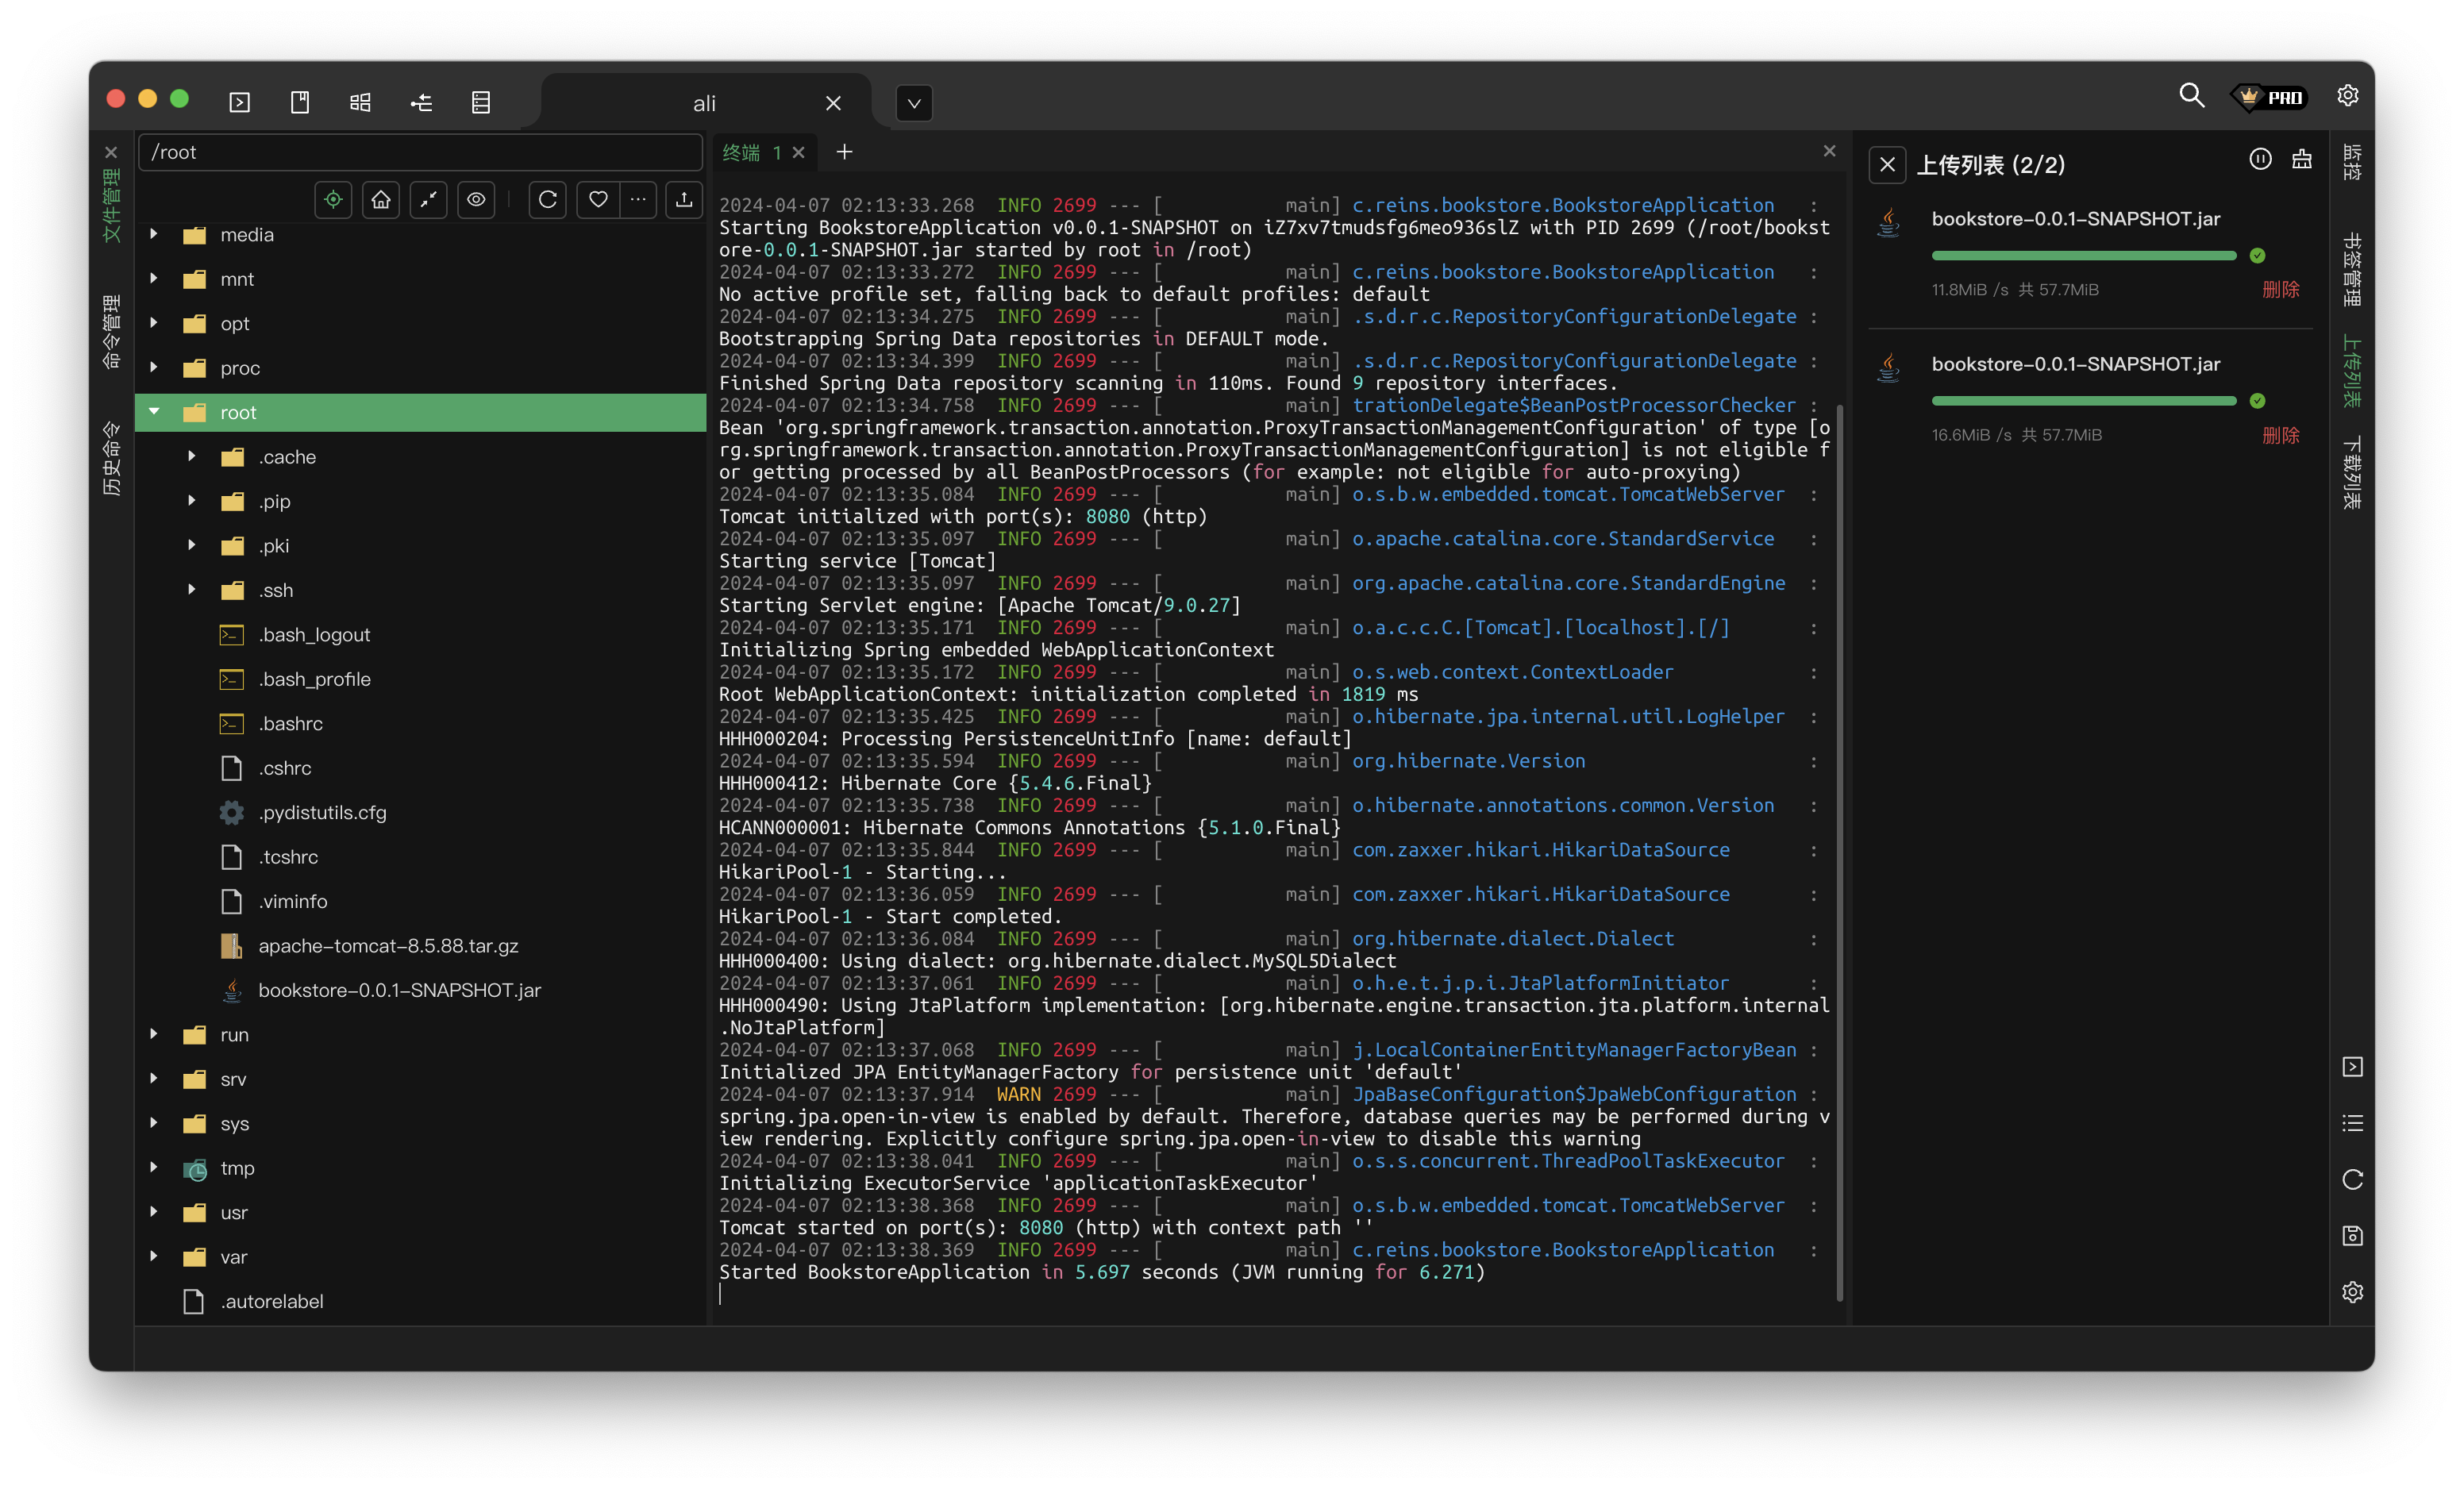 ali
PRO
文件管理
命令管理
历史命令
/root
media
mnt
opt
proc
root
.cache
.pip
.pki
.ssh
.bash_logout
.bash_profile
.bashrc
.cshrc
.pydistutils.cfg
.tcshrc
.viminfo
apache-tomcat-8.5.88.tar.gz
bookstore-0.0.1-SNAPSHOT.jar
run
srv
sys
tmp
usr
var
.autorelabel
终端 1
2024-04-07 02:13:33.268  INFO 2699 --- [           main] c.reins.bookstore.BookstoreApplication   :
Starting BookstoreApplication v0.0.1-SNAPSHOT on iZ7xv7tmudsfg6meo936slZ with PID 2699 (/root/bookst
ore-0.0.1-SNAPSHOT.jar started by root in /root)
2024-04-07 02:13:33.272  INFO 2699 --- [           main] c.reins.bookstore.BookstoreApplication   :
No active profile set, falling back to default profiles: default
2024-04-07 02:13:34.275  INFO 2699 --- [           main] .s.d.r.c.RepositoryConfigurationDelegate :
Bootstrapping Spring Data repositories in DEFAULT mode.
2024-04-07 02:13:34.399  INFO 2699 --- [           main] .s.d.r.c.RepositoryConfigurationDelegate :
Finished Spring Data repository scanning in 110ms. Found 9 repository interfaces.
2024-04-07 02:13:34.758  INFO 2699 --- [           main] trationDelegate$BeanPostProcessorChecker :
Bean 'org.springframework.transaction.annotation.ProxyTransactionManagementConfiguration' of type [o
rg.springframework.transaction.annotation.ProxyTransactionManagementConfiguration] is not eligible f
or getting processed by all BeanPostProcessors (for example: not eligible for auto-proxying)
2024-04-07 02:13:35.084  INFO 2699 --- [           main] o.s.b.w.embedded.tomcat.TomcatWebServer  :
Tomcat initialized with port(s): 8080 (http)
2024-04-07 02:13:35.097  INFO 2699 --- [           main] o.apache.catalina.core.StandardService   :
Starting service [Tomcat]
2024-04-07 02:13:35.097  INFO 2699 --- [           main] org.apache.catalina.core.StandardEngine  :
Starting Servlet engine: [Apache Tomcat/9.0.27]
2024-04-07 02:13:35.171  INFO 2699 --- [           main] o.a.c.c.C.[Tomcat].[localhost].[/]       :
Initializing Spring embedded WebApplicationContext
2024-04-07 02:13:35.172  INFO 2699 --- [           main] o.s.web.context.ContextLoader            :
Root WebApplicationContext: initialization completed in 1819 ms
2024-04-07 02:13:35.425  INFO 2699 --- [           main] o.hibernate.jpa.internal.util.LogHelper  :
HHH000204: Processing PersistenceUnitInfo [name: default]
2024-04-07 02:13:35.594  INFO 2699 --- [           main] org.hibernate.Version                    :
HHH000412: Hibernate Core {5.4.6.Final}
2024-04-07 02:13:35.738  INFO 2699 --- [           main] o.hibernate.annotations.common.Version   :
HCANN000001: Hibernate Commons Annotations {5.1.0.Final}
2024-04-07 02:13:35.844  INFO 2699 --- [           main] com.zaxxer.hikari.HikariDataSource       :
HikariPool-1 - Starting...
2024-04-07 02:13:36.059  INFO 2699 --- [           main] com.zaxxer.hikari.HikariDataSource       :
HikariPool-1 - Start completed.
2024-04-07 02:13:36.084  INFO 2699 --- [           main] org.hibernate.dialect.Dialect            :
HHH000400: Using dialect: org.hibernate.dialect.MySQL5Dialect
2024-04-07 02:13:37.061  INFO 2699 --- [           main] o.h.e.t.j.p.i.JtaPlatformInitiator       :
HHH000490: Using JtaPlatform implementation: [org.hibernate.engine.transaction.jta.platform.internal
.NoJtaPlatform]
2024-04-07 02:13:37.068  INFO 2699 --- [           main] j.LocalContainerEntityManagerFactoryBean :
Initialized JPA EntityManagerFactory for persistence unit 'default'
2024-04-07 02:13:37.914  WARN 2699 --- [           main] JpaBaseConfiguration$JpaWebConfiguration :
spring.jpa.open-in-view is enabled by default. Therefore, database queries may be performed during v
iew rendering. Explicitly configure spring.jpa.open-in-view to disable this warning
2024-04-07 02:13:38.041  INFO 2699 --- [           main] o.s.s.concurrent.ThreadPoolTaskExecutor  :
Initializing ExecutorService 'applicationTaskExecutor'
2024-04-07 02:13:38.368  INFO 2699 --- [           main] o.s.b.w.embedded.tomcat.TomcatWebServer  :
Tomcat started on port(s): 8080 (http) with context path ''
2024-04-07 02:13:38.369  INFO 2699 --- [           main] c.reins.bookstore.BookstoreApplication   :
Started BookstoreApplication in 5.697 seconds (JVM running for 6.271)
上传列表 (2/2)
bookstore-0.0.1-SNAPSHOT.jar
11.8MiB /s 共 57.7MiB
删除
bookstore-0.0.1-SNAPSHOT.jar
16.6MiB /s 共 57.7MiB
删除
监控
书签管理
上传列表
下载列表